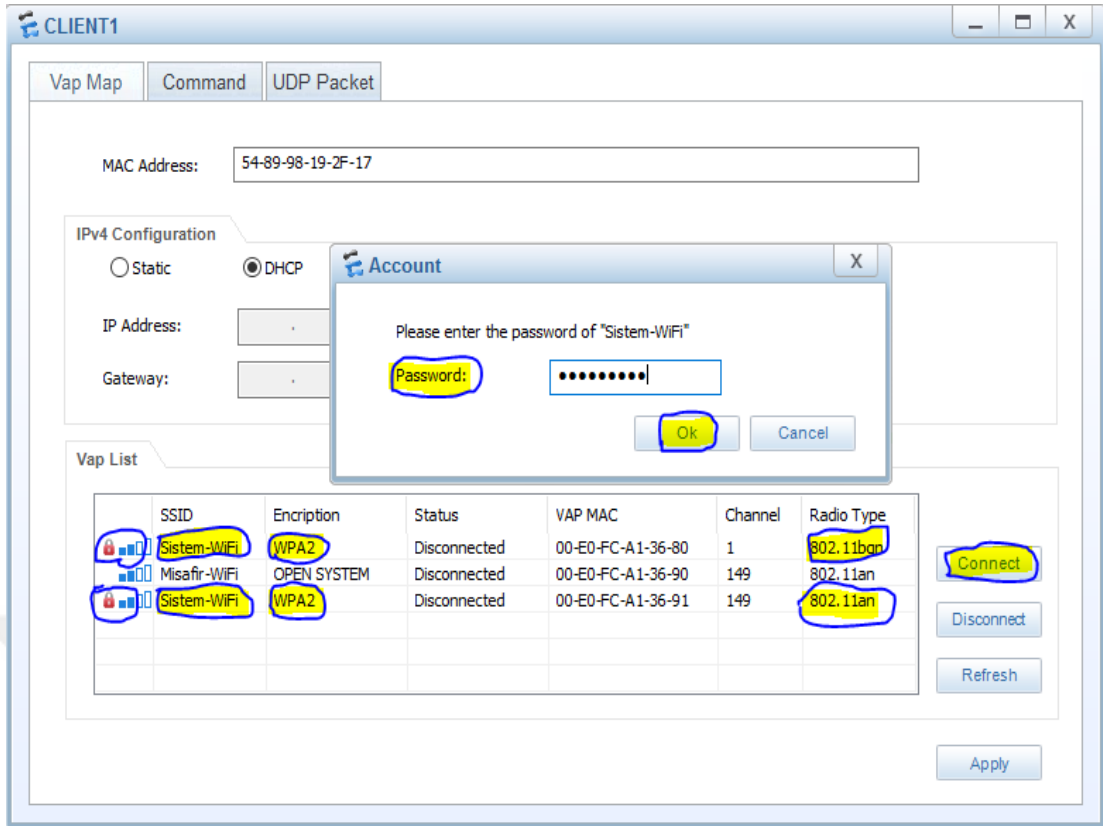 CLIENT1
X
Vap Map Command UDP Packet
MAC Address: 54-89-98-19-2F-17
IPv4 Configuration
Static DHCP
Account X
IP Address:
Please enter the password of "Sistem-WiFi"
Gateway:
Password: •••••••••
Ok Cancel
Vap List
SSID Encription Status VAP MAC Channel Radio Type
Sistem-WiFi WPA2 Disconnected 00-E0-FC-A1-36-80 1 802.11bgn
Misafir-WiFi OPEN SYSTEM Disconnected 00-E0-FC-A1-36-90 149 802.11an
Sistem-WiFi WPA2 Disconnected 00-E0-FC-A1-36-91 149 802.11an
Connect
Disconnect
Refresh
Apply